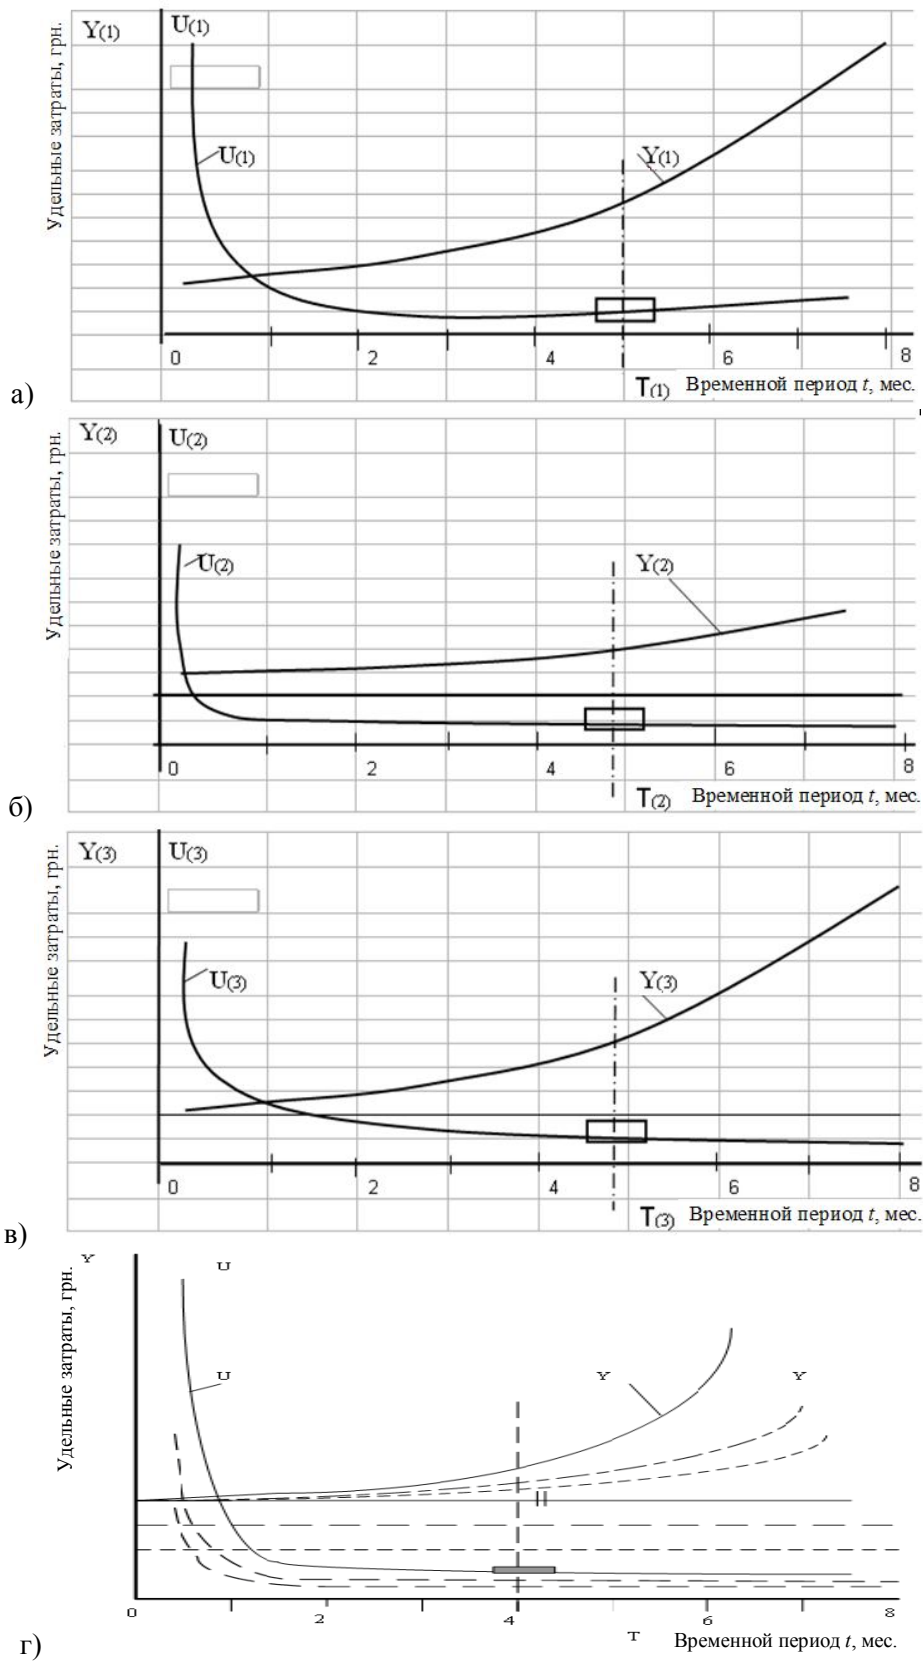 Удельные затраты, грн.
Y(1) U(1)
U(1) Y(1)
0 2 4 6 8
T(1) Временной период t, мес.
а)
Удельные затраты, грн.
Y(2) U(2)
U(2) Y(2)
0 2 4 6 8
T(2) Временной период t, мес.
б)
Удельные затраты, грн.
Y(3) U(3)
U(3) Y(3)
0 2 4 6 8
T(3) Временной период t, мес.
в)
Удельные затраты, грн.
Y U
U Y Y
0 2 4 6 8
T Временной период t, мес.
г)